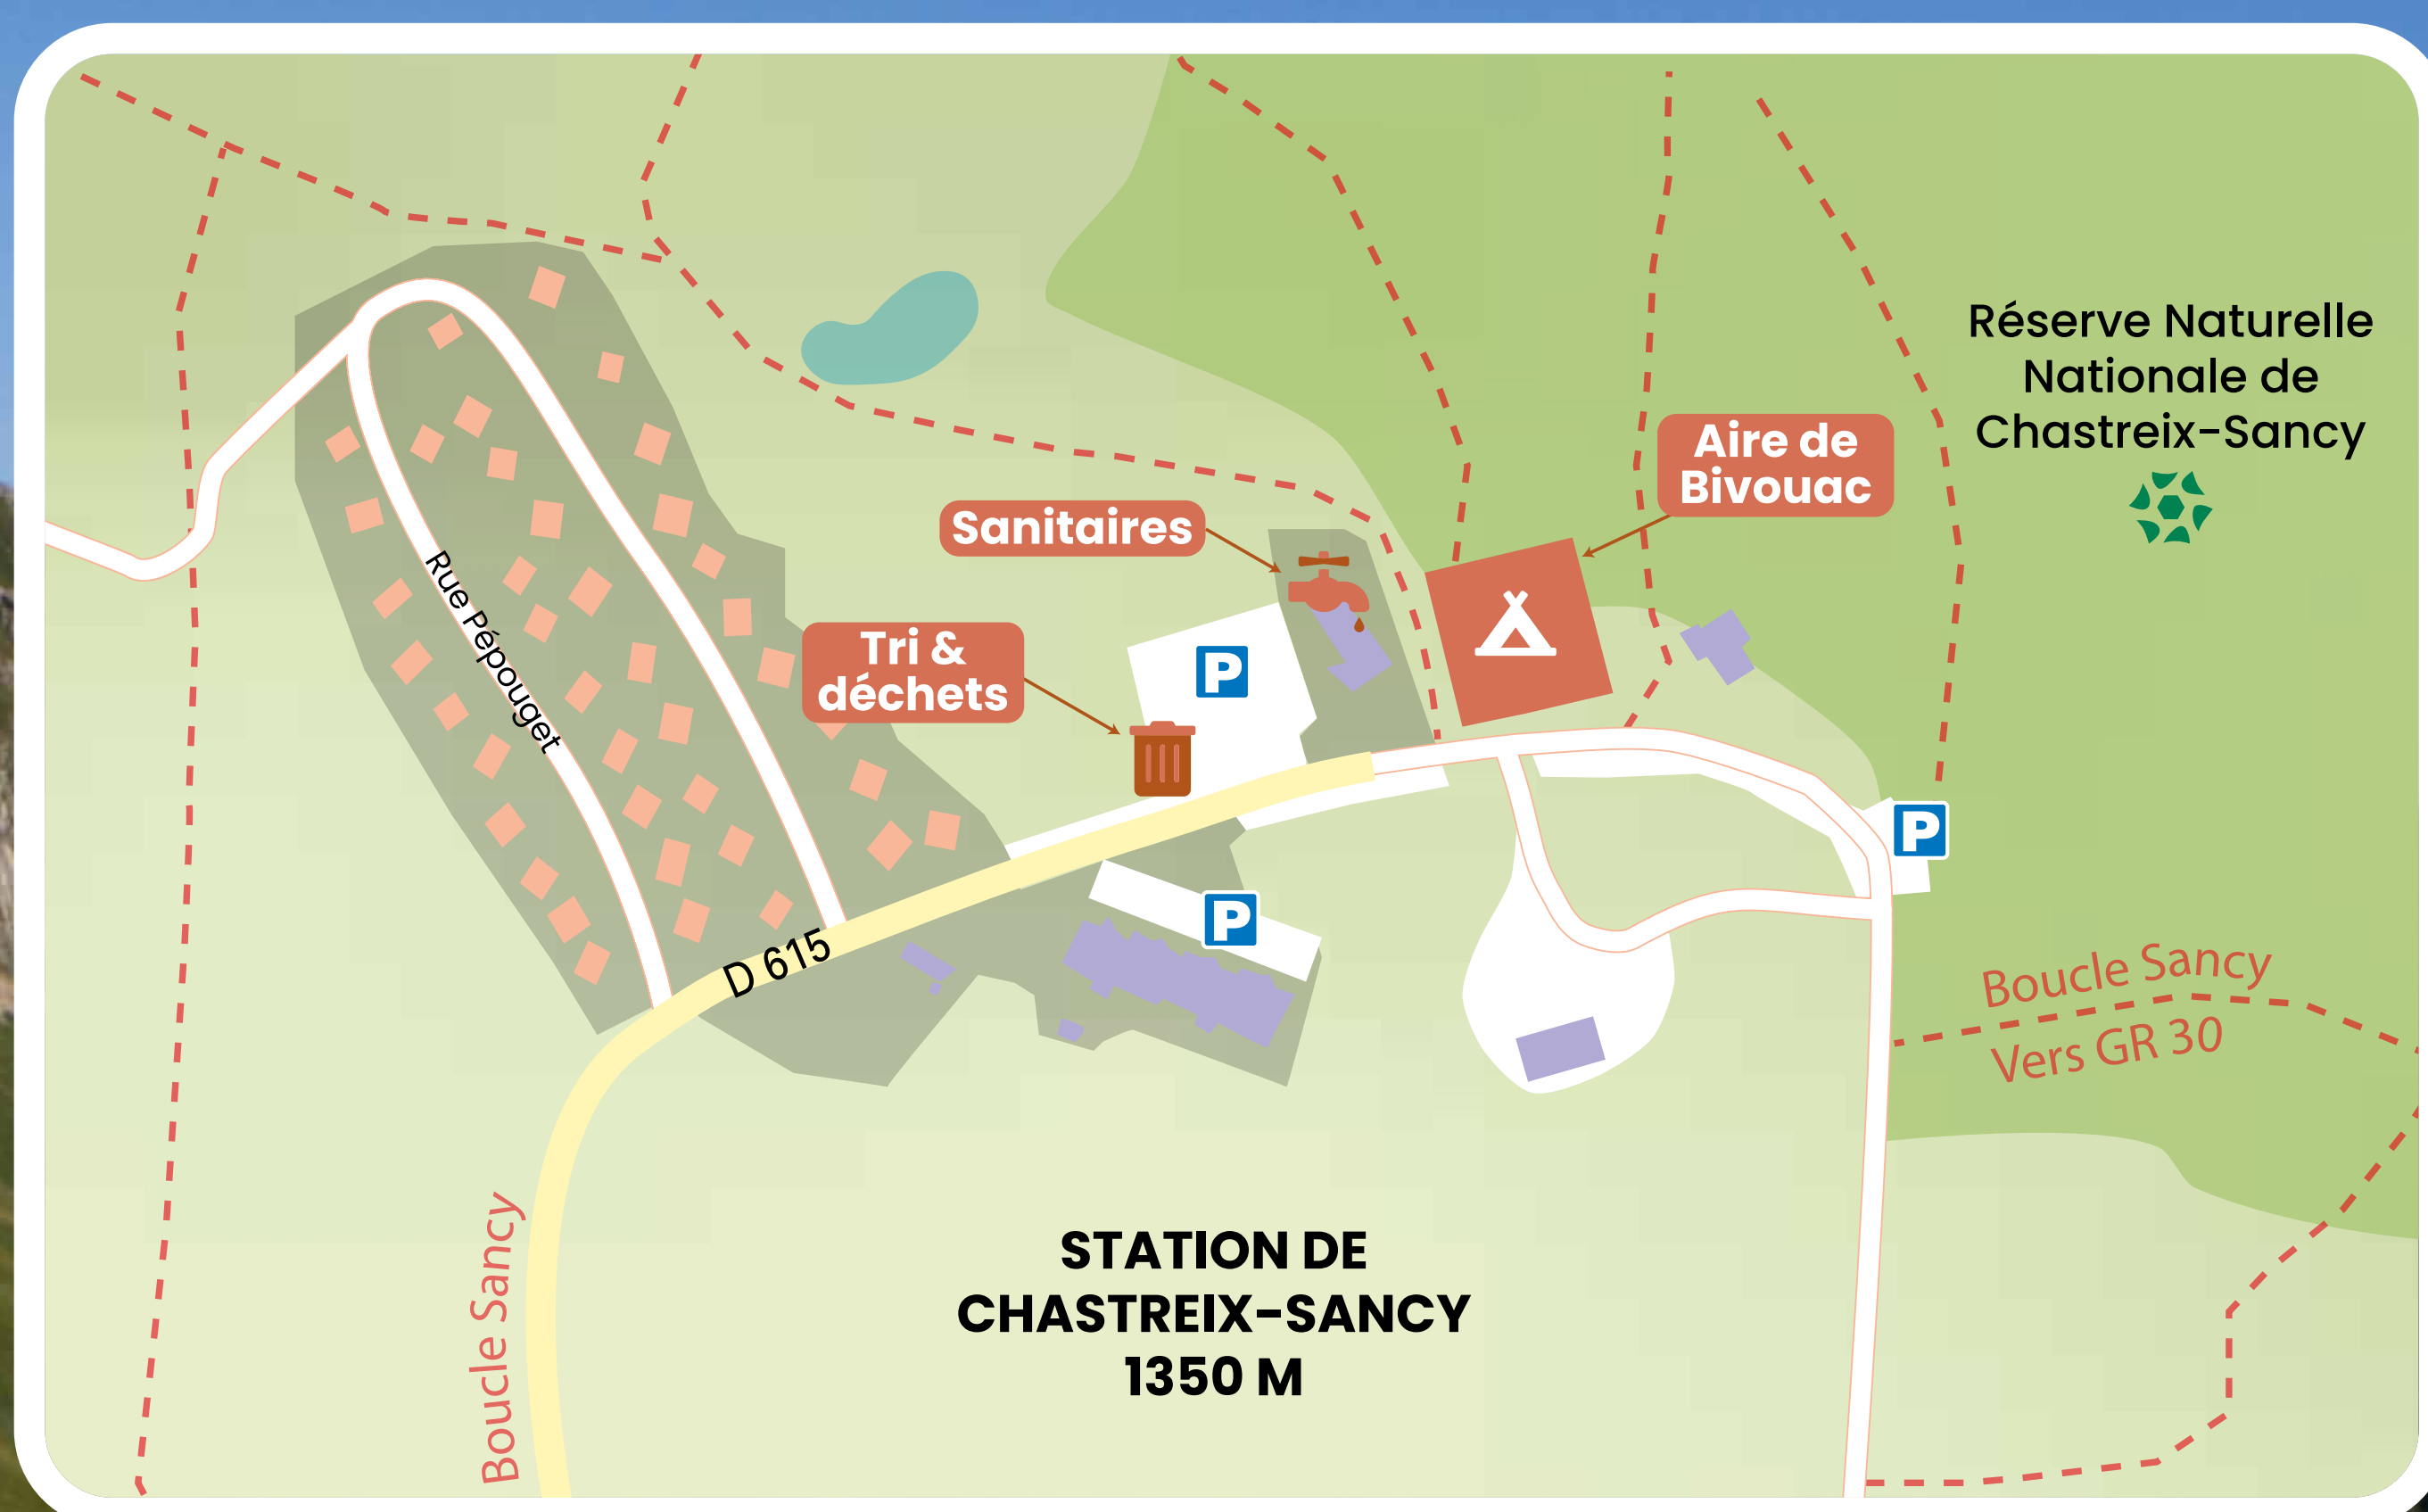 Réserve Naturelle
Nationale de
Chastreix-Sancy
Aire de
Bivouac
Sanitaires
Tri &
déchets
P
P
P
Rue Pépouget
D 615
Boucle Sancy
Vers GR 30
Boucle Sancy
STATION DE
CHASTREIX-SANCY
1350 M